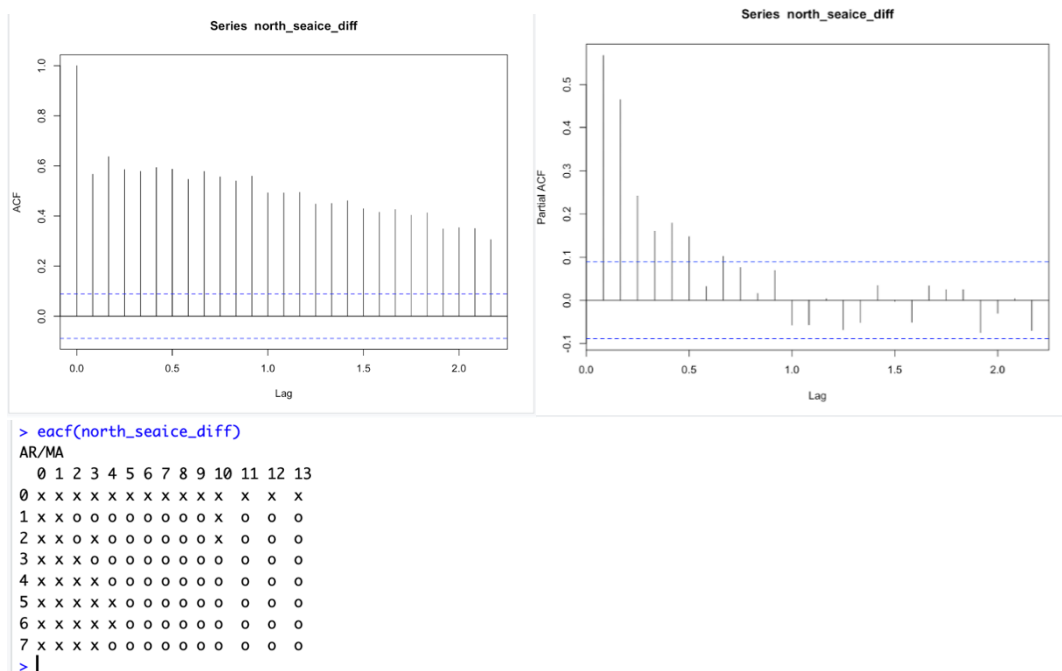 Series north_seaice_diff
ACF
1.0
0.8
0.6
0.4
0.2
0.0
0.0 0.5 1.0 1.5 2.0
Lag
Series north_seaice_diff
Partial ACF
0.5
0.4
0.3
0.2
0.1
0.0
-0.1
0.0 0.5 1.0 1.5 2.0
Lag
> eacf(north_seaice_diff)
AR/MA
0 1 2 3 4 5 6 7 8 9 10 11 12 13
0 x x x x x x x x x x x x x x
1 x x o o o o o o o o x o o o
2 x x o x o o o o o o x o o o
3 x x x o o o o o o o o o o o
4 x x x x o o o o o o o o o o
5 x x x x x o o o o o o o o o
6 x x x x x o o o o o o o o o
7 x x x x o o o o o o o o o o
>